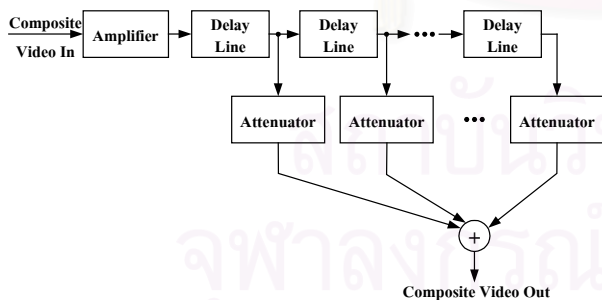 Composite
Video In
Amplifier
Delay
Line
Delay
Line
•••
Delay
Line
Attenuator
Attenuator
•••
Attenuator
+
Composite Video Out